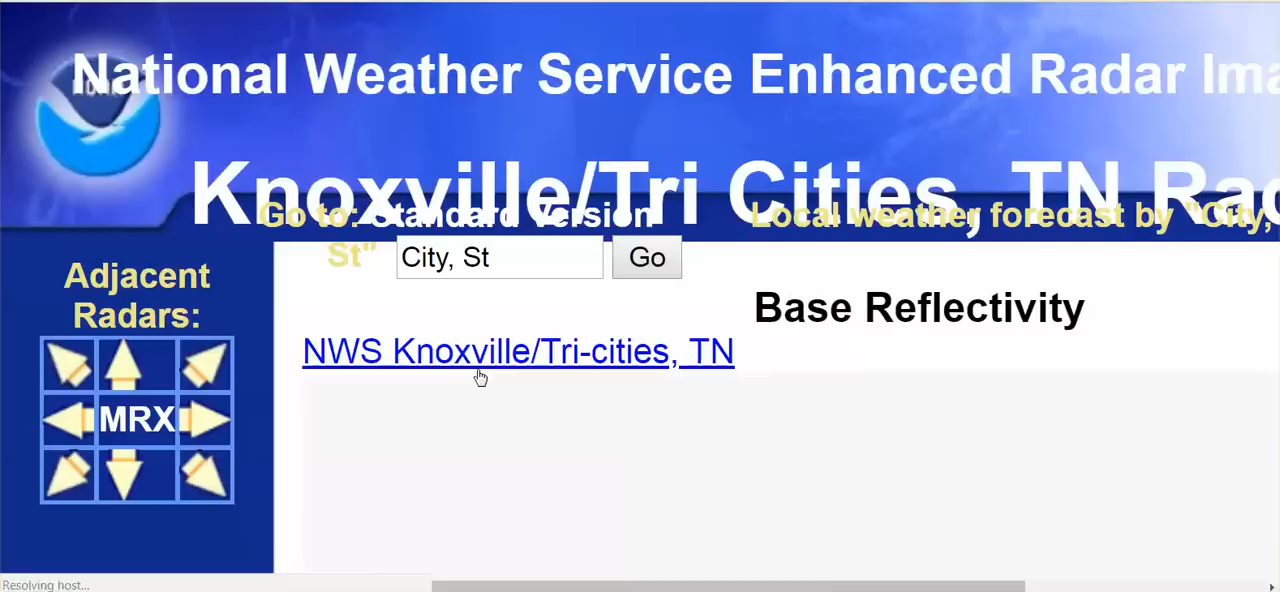 National Weather Service Enhanced Radar Ima
Knoxville/Tri Cities, TN Rad
Go to: Standard Version
Local weather forecast by "City,
St"
City, St
Go
Adjacent
Radars:
Base Reflectivity
NWS Knoxville/Tri-cities, TN
MRX
Resolving host...